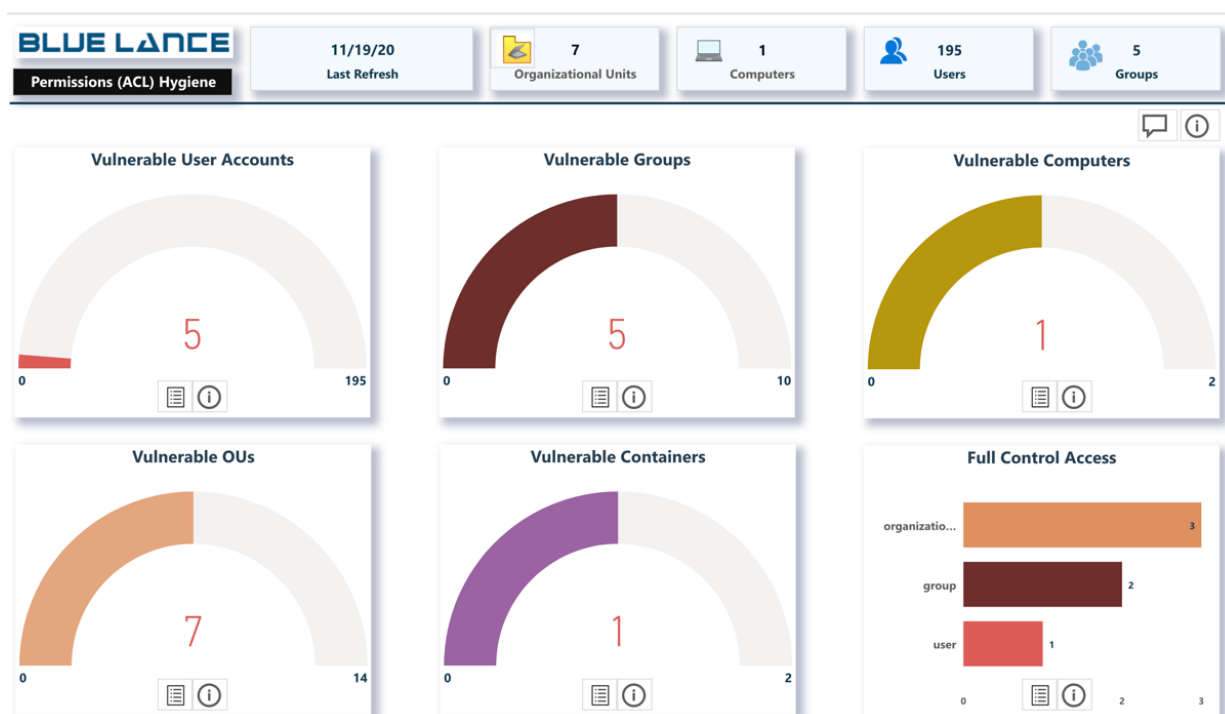 BLUE LANCE
Permissions (ACL) Hygiene
11/19/20
Last Refresh
7
Organizational Units
1
Computers
195
Users
5
Groups
Vulnerable User Accounts
5
0
195
Vulnerable Groups
5
0
10
Vulnerable Computers
1
0
2
Vulnerable OUs
7
0
14
Vulnerable Containers
1
0
2
Full Control Access
organizatio...
3
group
2
user
1
0
2
3